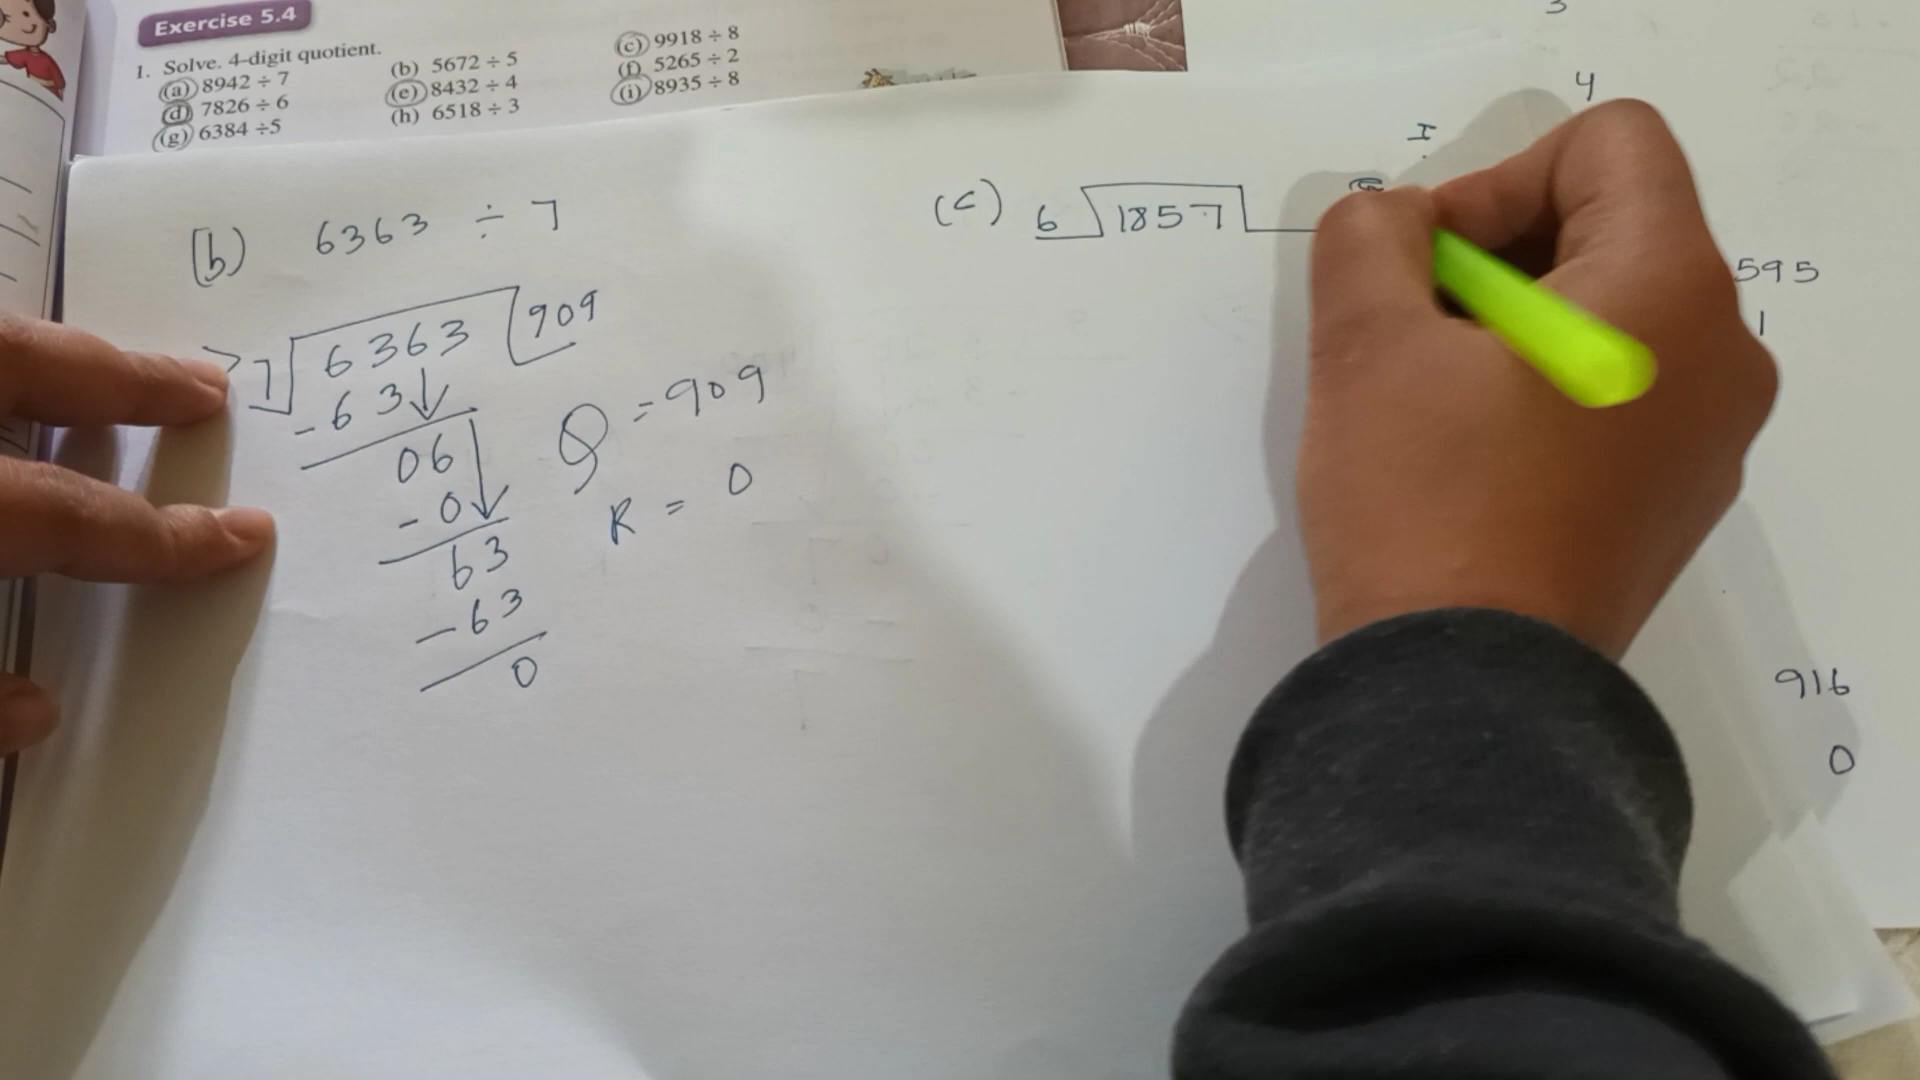 Exercise 5.4
1. Solve. 4-digit quotient.
(a) 8942 ÷ 7 (b) 5672 ÷ 5 (c) 9918 ÷ 8
(d) 7826 ÷ 6 (e) 8432 ÷ 4 (f) 5265 ÷ 2
(g) 6384 ÷5 (h) 6518 ÷ 3 (i) 8935 ÷ 8
(b) 6363 ÷ 7
7 6363 909
- 63
06
- 0
63
- 63
0
Q = 909
R = 0
(c) 6 1857
3
4
I
595
1
916
0